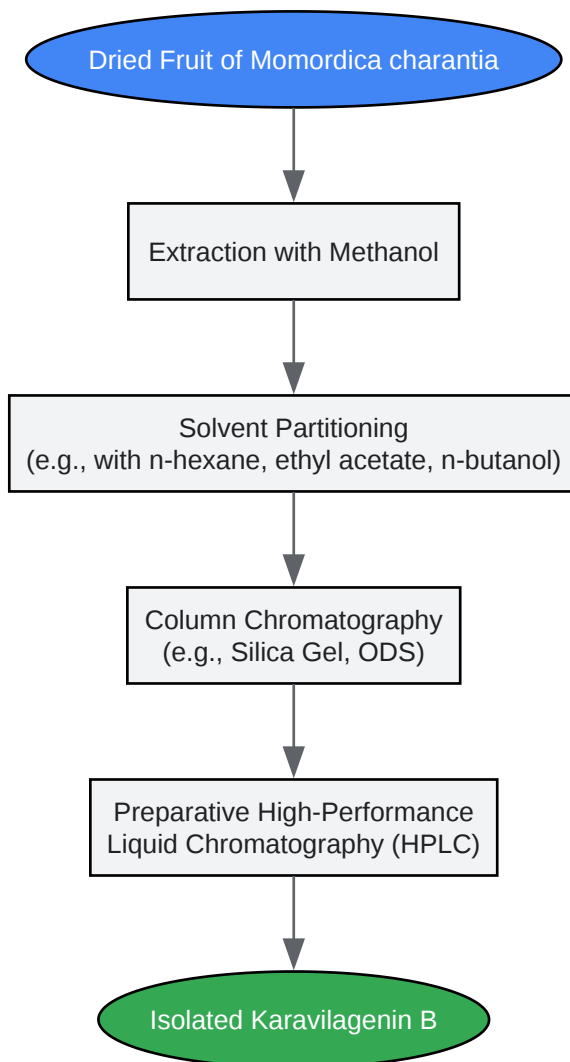 Dried Fruit of Momordica charantia
Extraction with Methanol
Solvent Partitioning
(e.g., with n-hexane, ethyl acetate, n-butanol)
Column Chromatography
(e.g., Silica Gel, ODS)
Preparative High-Performance
Liquid Chromatography (HPLC)
Isolated Karavilagenin B